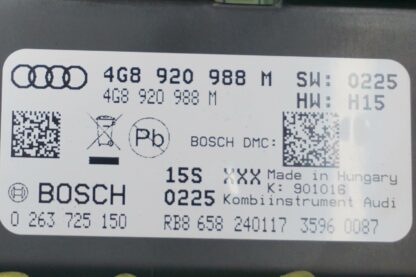 4G8 920 988 M SW: 0225
4G8 920 988 M HW: H15
Pb
BOSCH DMC:
15S XXX Made in Hungary
K: 901016
BOSCH 0225 Kombiinstrument Audi
0 263 725 150 RB8 658 240117 3596 0087